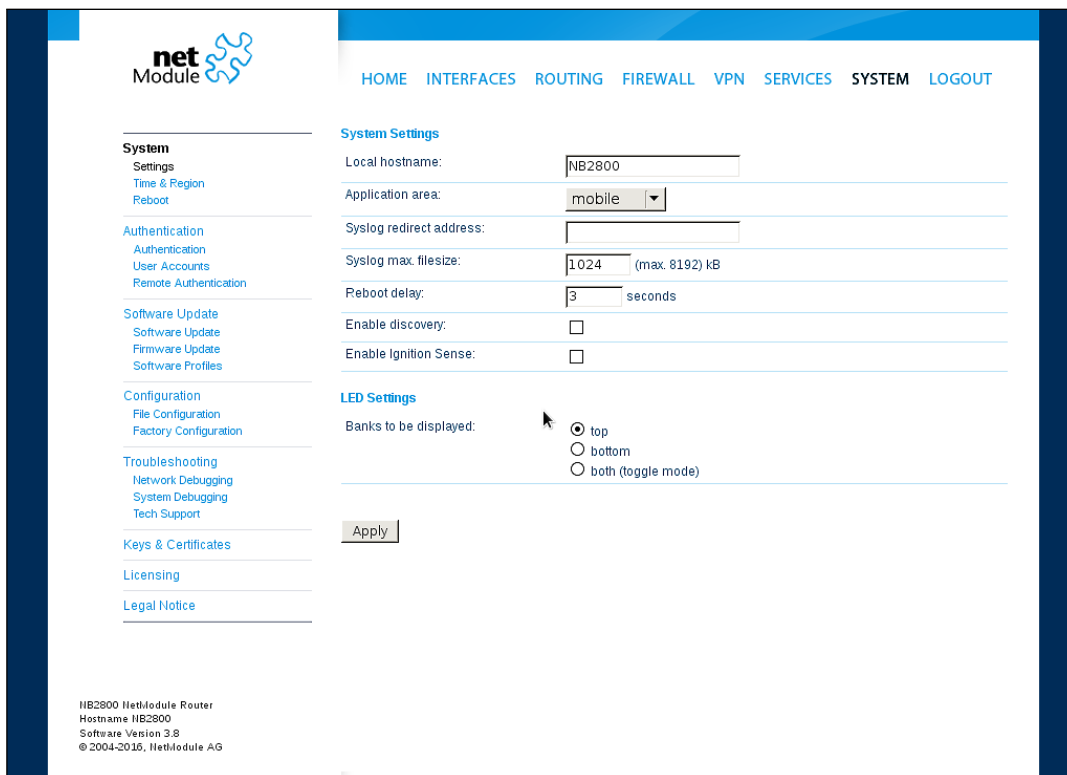 net
Module
HOME INTERFACES ROUTING FIREWALL VPN SERVICES SYSTEM LOGOUT
System
Settings
Time & Region
Reboot
Authentication
Authentication
User Accounts
Remote Authentication
Software Update
Software Update
Firmware Update
Software Profiles
Configuration
File Configuration
Factory Configuration
Troubleshooting
Network Debugging
System Debugging
Tech Support
Keys & Certificates
Licensing
Legal Notice
System Settings
Local hostname: NB2800
Application area: mobile
Syslog redirect address:
Syslog max. filesize: 1024 (max. 8192) kB
Reboot delay: 3 seconds
Enable discovery:
Enable Ignition Sense:
LED Settings
Banks to be displayed: top
bottom
both (toggle mode)
Apply
NB2800 NetModule Router
Hostname NB2800
Software Version 3.8
© 2004-2016, NetModule AG